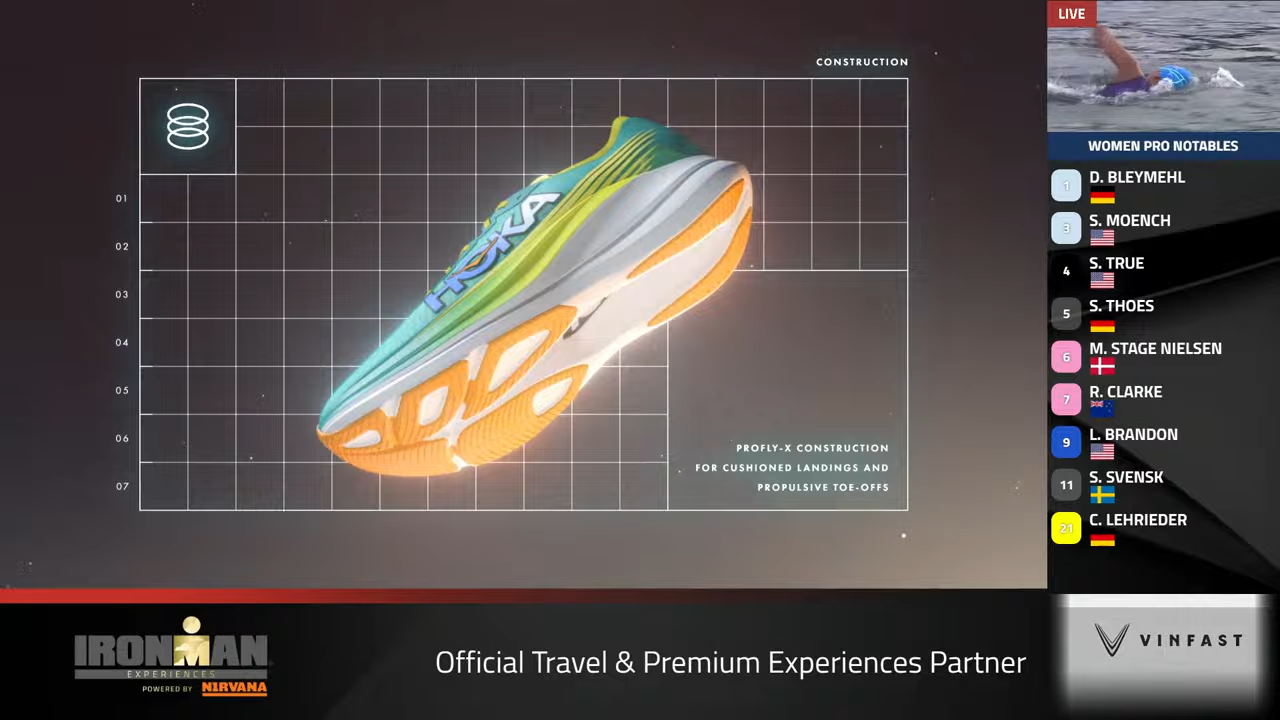 CONSTRUCTION
01
02
03
04
05
06
07
HOKA
PROFLY-X CONSTRUCTION
FOR CUSHIONED LANDINGS AND
PROPULSIVE TOE-OFFS
LIVE
WOMEN PRO NOTABLES
1 D. BLEYMEHL
3 S. MOENCH
4 S. TRUE
5 S. THOES
6 M. STAGE NIELSEN
7 R. CLARKE
9 L. BRANDON
11 S. SVENSK
21 C. LEHRIEDER
IRONMAN
EXPERIENCES
POWERED BY NIRVANA
Official Travel & Premium Experiences Partner
VINFAST